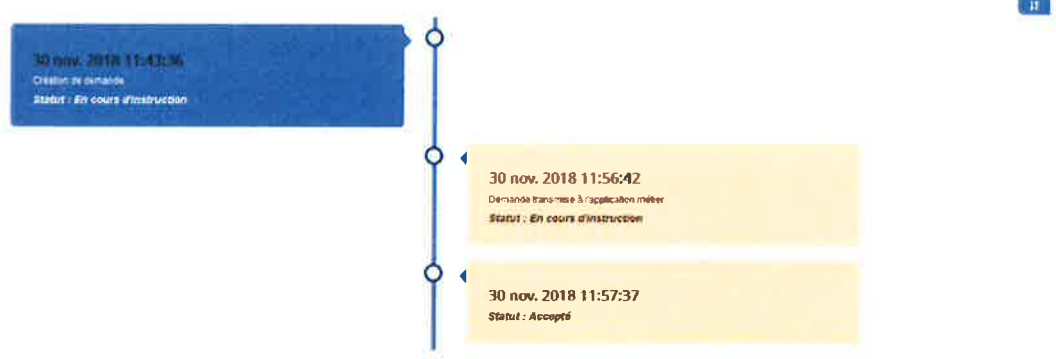 30 nov. 2018 11:43:36
Création de demande
Statut : En cours d'instruction
30 nov. 2018 11:56:42
Demande transmise à l'application métier
Statut : En cours d'instruction
30 nov. 2018 11:57:37
Statut : Accepté